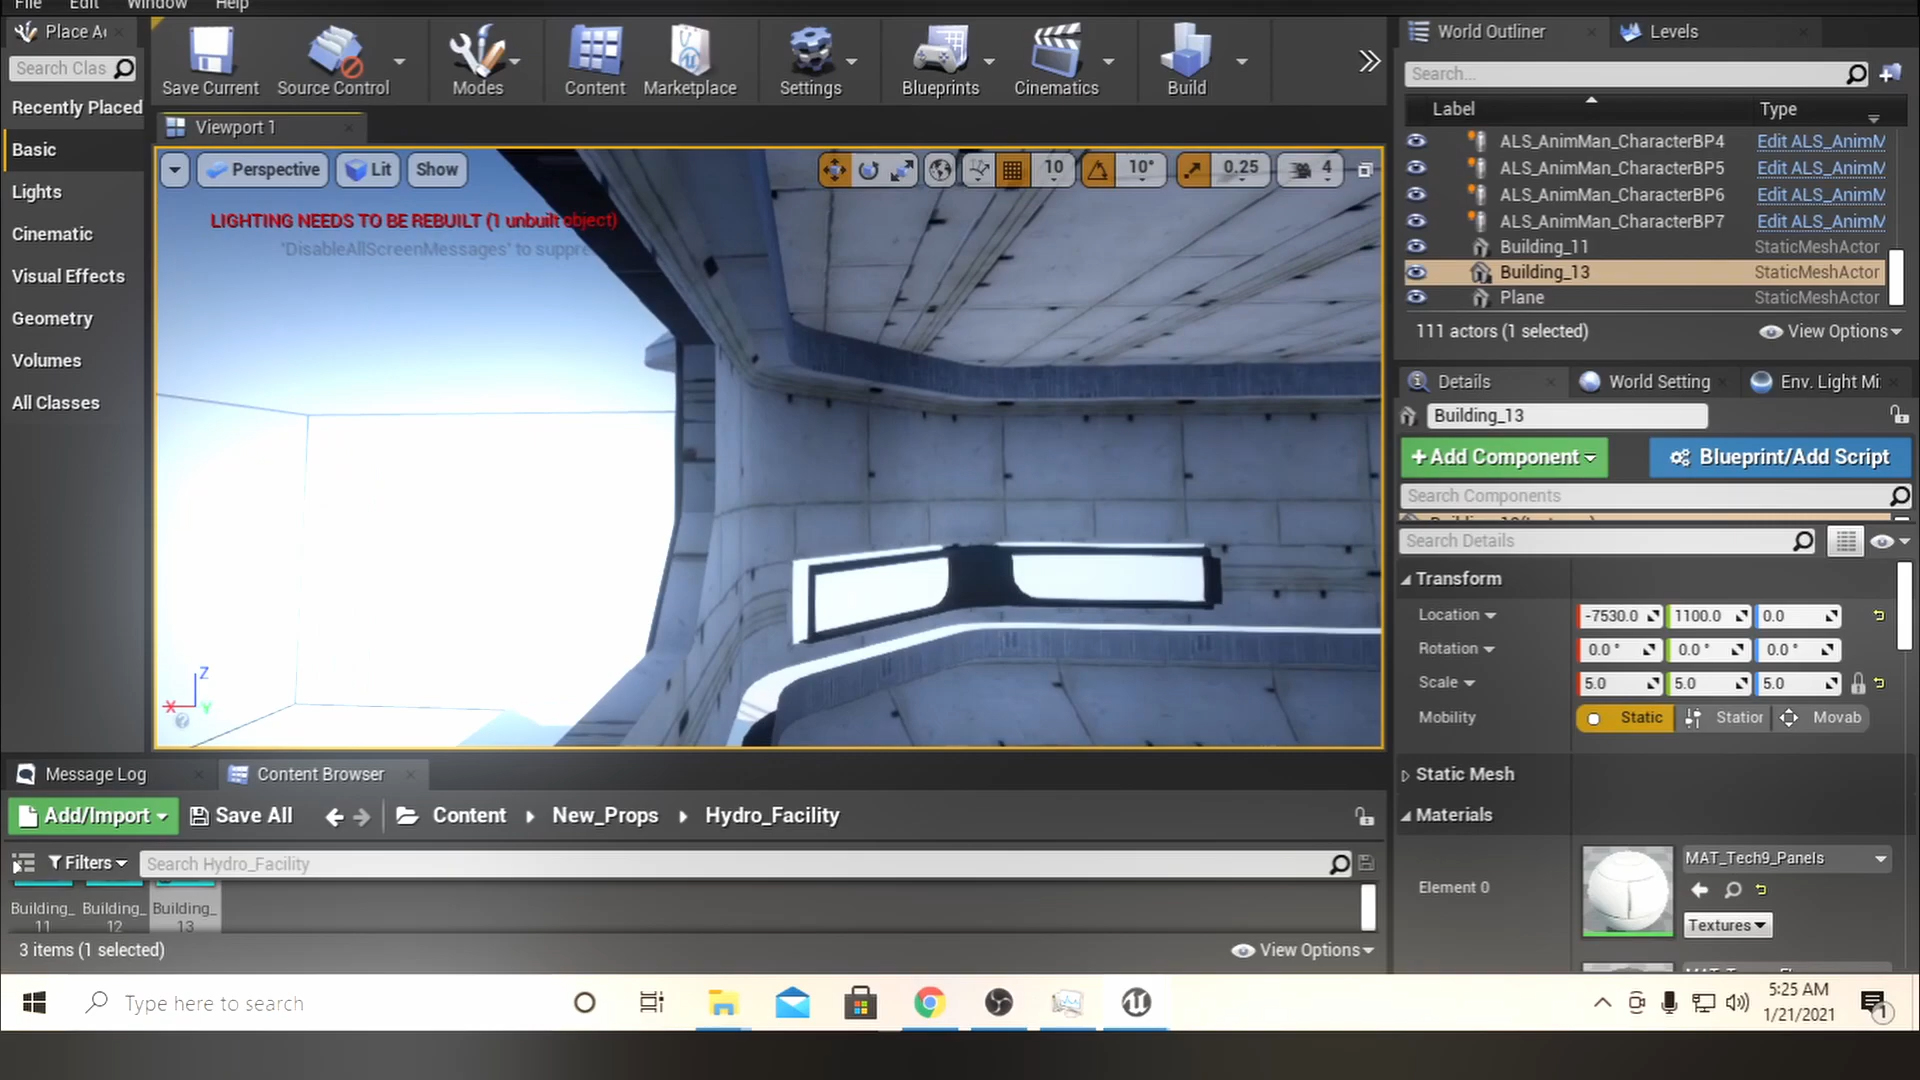 File Edit Window Help
Place Ac
Search Clas
Recently Placed
Basic
Lights
Cinematic
Visual Effects
Geometry
Volumes
All Classes
Save Current
Source Control
Modes
Content
Marketplace
Settings
Blueprints
Cinematics
Build
Viewport 1
Perspective
Lit
Show
10
10°
0.25
4
LIGHTING NEEDS TO BE REBUILT (1 unbuilt object)
'DisableAllScreenMessages' to suppre
Z
X
Y
World Outliner
Levels
Search...
Label Type
ALS_AnimMan_CharacterBP4 Edit ALS_AnimM
ALS_AnimMan_CharacterBP5 Edit ALS_AnimM
ALS_AnimMan_CharacterBP6 Edit ALS_AnimM
ALS_AnimMan_CharacterBP7 Edit ALS_AnimM
Building_11 StaticMeshActor
Building_13 StaticMeshActor
Plane StaticMeshActor
111 actors (1 selected) View Options
Details
World Setting
Env. Light Mi
Building_13
+Add Component
Blueprint/Add Script
Search Components
Search Details
Transform
Location -7530.0 1100.0 0.0
Rotation 0.0° 0.0° 0.0°
Scale 5.0 5.0 5.0
Mobility Static Station Movab
Static Mesh
Materials
Element 0
MAT_Tech9_Panels
Textures
Message Log
Content Browser
Add/Import
Save All
Content
New_Props
Hydro_Facility
Filters
Search Hydro_Facility
Building_ Building_ Building_
11 12 13
3 items (1 selected)
View Options
Type here to search
5:25 AM
1/21/2021
1